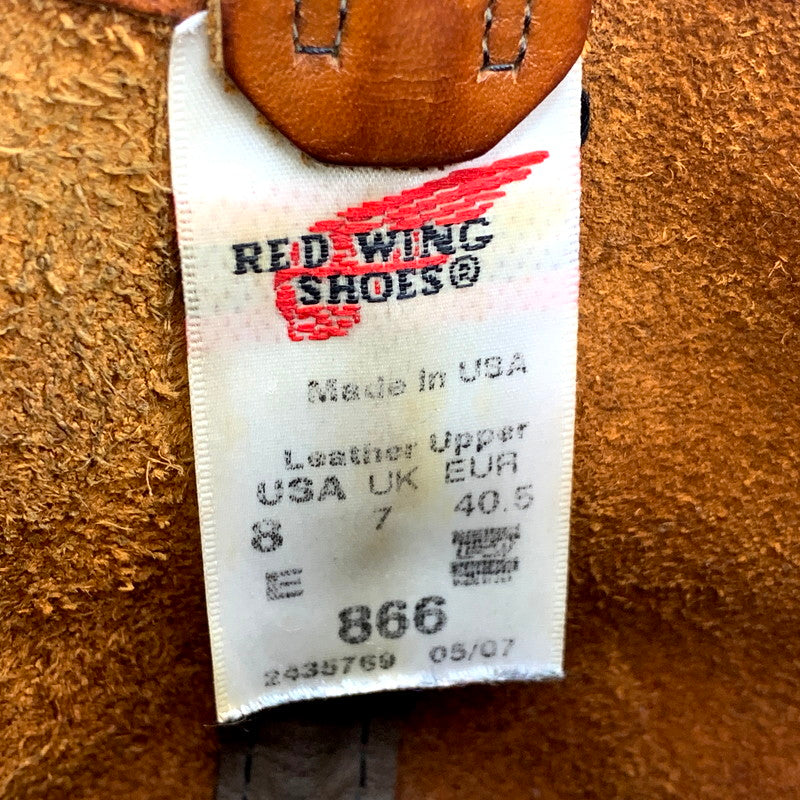 RED WING
SHOES®
Made in USA
Leather Upper
USA UK EUR
8 7 40.5
E
866
2435769 05/07